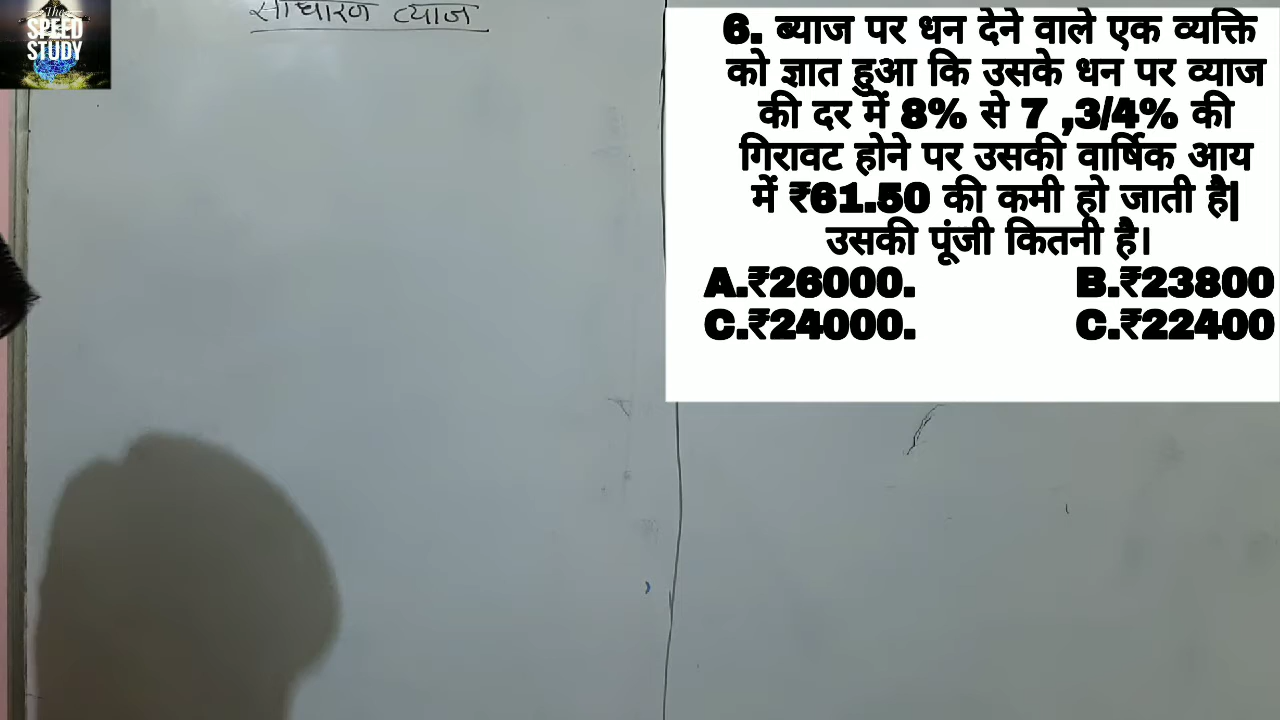 The
SPEED
STUDY
साधारण ब्याज
6. ब्याज पर धन देने वाले एक व्यक्ति
को ज्ञात हुआ कि उसके धन पर व्याज
की दर में 8% से 7 ,3/4% की
गिरावट होने पर उसकी वार्षिक आय
में ₹61.50 की कमी हो जाती है|
उसकी पूंजी कितनी है।
A.₹26000. B.₹23800
C.₹24000. C.₹22400